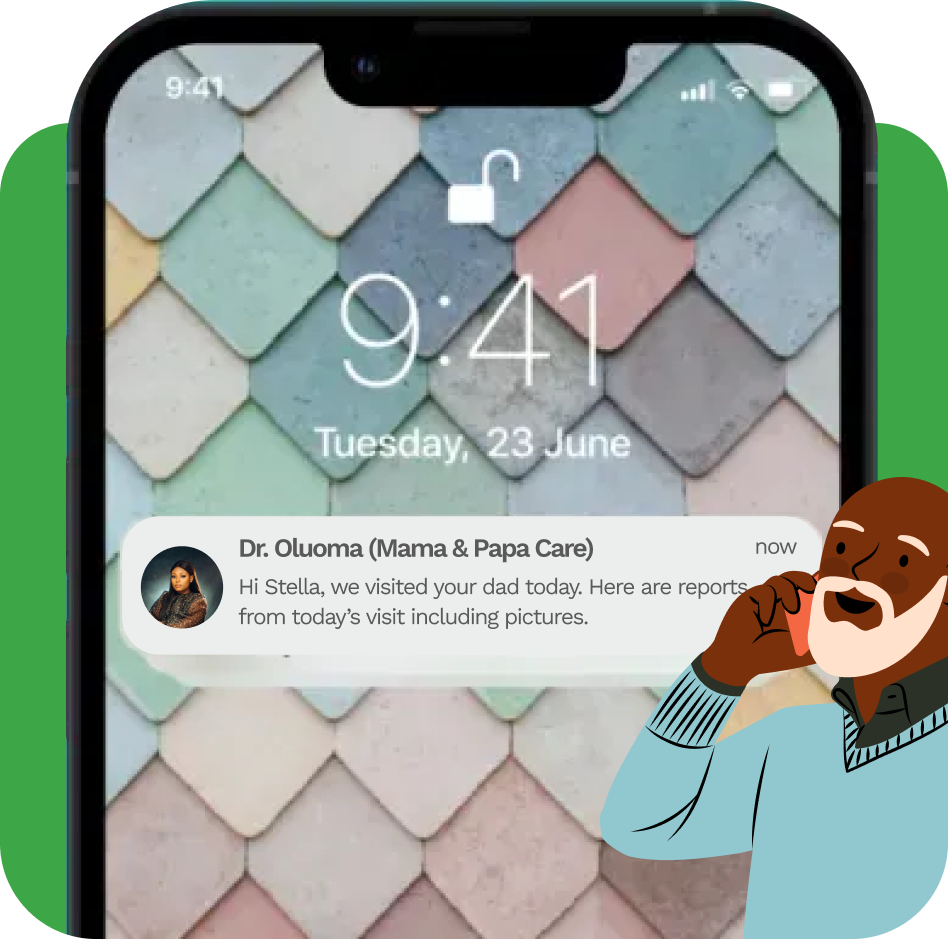 9:41
9:41
Tuesday, 23 June
Dr. Oluoma (Mama & Papa Care)
now
Hi Stella, we visited your dad today. Here are reports
from today’s visit including pictures.